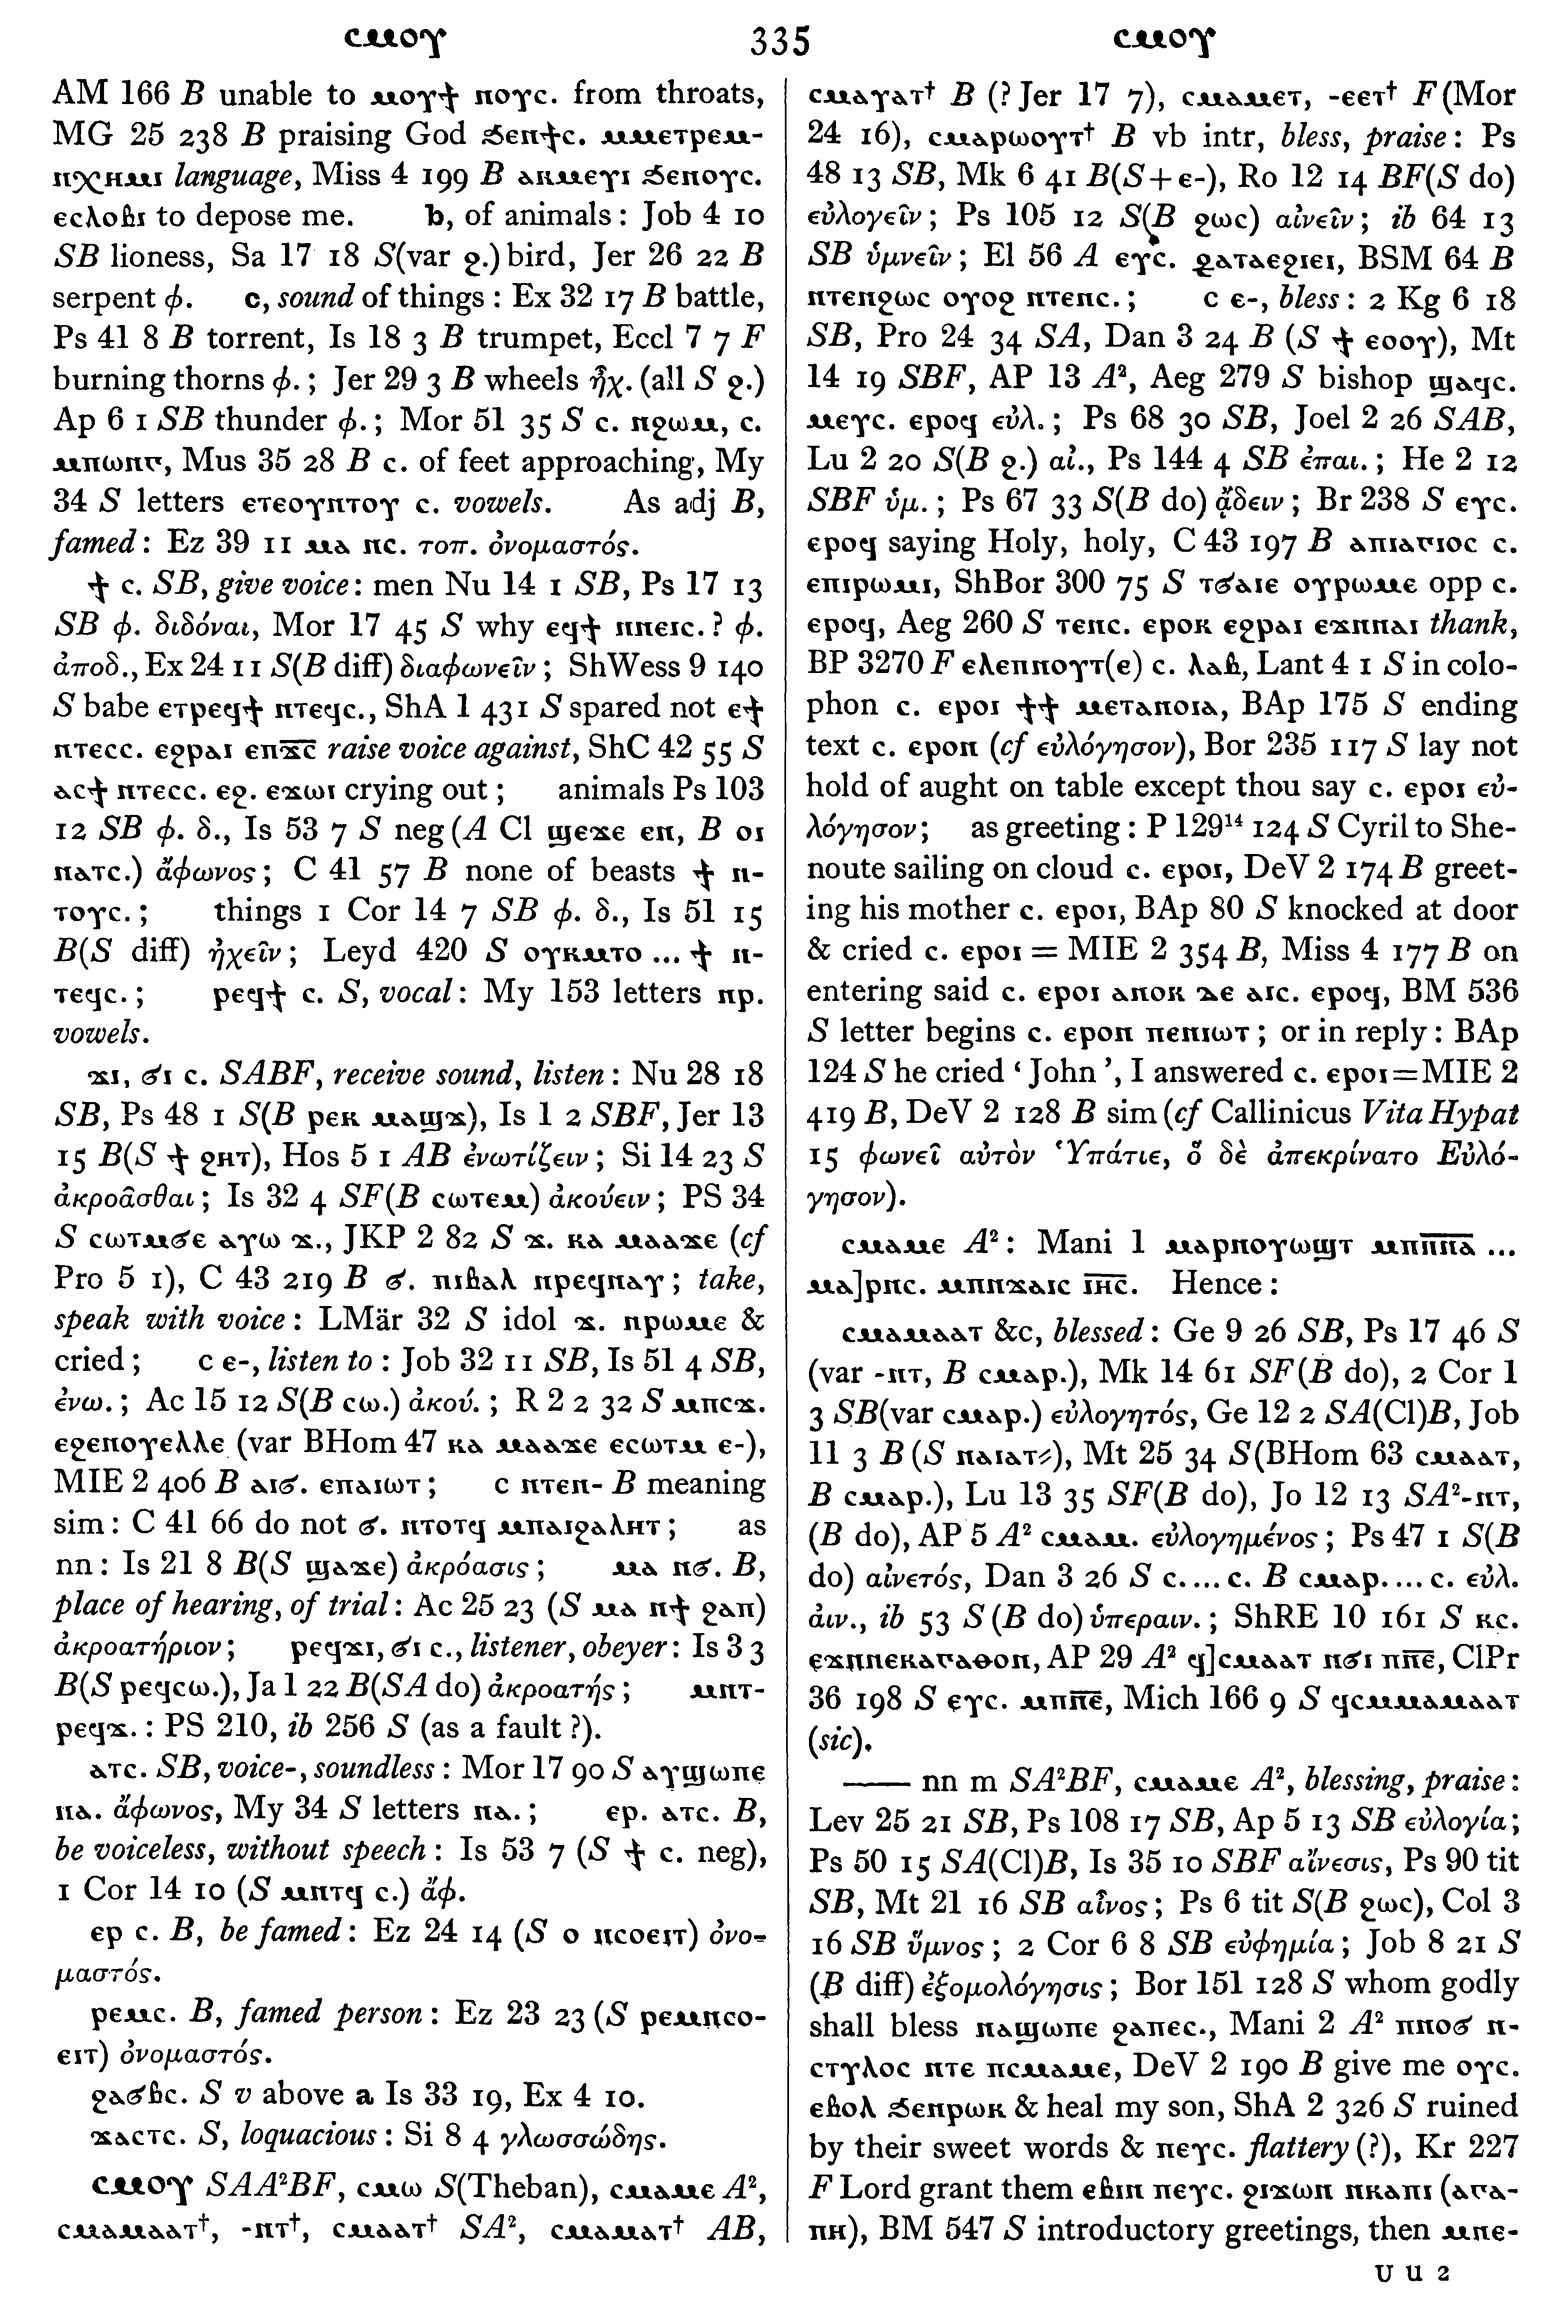 ⲥⲙⲟⲩ 335 ⲥⲙⲟⲩ
AM 166 B unable to ⲙⲟⲩϯ ⲛⲟⲩⲥ. from throats,
MG 25 238 B praising God ϧⲉⲛϯⲥ. ⲙⲙⲉⲧⲣⲉⲙ-
ⲛⲭⲏⲙⲓ language, Miss 4 199 B ⲁⲕⲙⲉⲩⲓ ϧⲉⲛⲟⲩⲥ.
ⲉⲥⲗⲟⲃⲓ to depose me. b, of animals : Job 4 10
SB lioness, Sa 17 18 S(var ϩ.) bird, Jer 26 22 B
serpent φ. c, sound of things : Ex 32 17 B battle,
Ps 41 8 B torrent, Is 18 3 B trumpet, Eccl 7 7 F
burning thorns φ. ; Jer 29 3 B wheels ἦχ. (all S ϩ.)
Ap 6 1 SB thunder φ. ; Mor 51 35 S ⲥ. ⲛϩⲱⲙ, ⲥ.
ⲙⲡⲱⲛⲅ, Mus 35 28 B ⲥ. of feet approaching, My
34 S letters ⲉⲧⲉⲟⲩⲛⲧⲟⲩ ⲥ. vowels. As adj B,
famed : Ez 39 11 ⲙⲁ ⲛⲥ. τοπ. ὀνομαστός.
ϯ ⲥ. SB, give voice : men Nu 14 1 SB, Ps 17 13
SB φ. διδόναι, Mor 17 45 S why ⲉϥϯ ⲛⲛⲉⲓⲥ. ? φ.
ἀποδ., Ex 24 11 S(B diff) διαφωνεῖν ; ShWess 9 140
S babe ⲉⲧⲣⲉϥϯ ⲛⲧⲉϥⲥ., ShA 1 431 S spared not ⲉϯ
ⲛⲧⲉⲥⲥ. ⲉϩⲣⲁⲓ ⲉⲡϫ̅ⲥ̅ raise voice against, ShC 42 55 S
ⲁⲥϯ ⲛⲧⲉⲥⲥ. ⲉϩ. ⲉϫⲱⲓ crying out ; animals Ps 103
12 SB φ. δ., Is 53 7 S neg (A Cl ϣⲉϫⲉ ⲉⲛ, B ⲟⲓ
ⲛⲁⲧⲥ.) ἄφωνος ; C 41 57 B none of beasts ϯ ⲛ-
ⲧⲟⲩⲥ. ; things 1 Cor 14 7 SB φ. δ., Is 51 15
B(S diff) ἠχεῖν ; Leyd 420 S ⲟⲩⲕⲙⲧⲟ ... ϯ ⲛ-
ⲧⲉϥⲥ. ; ⲣⲉϥϯ ⲥ. S, vocal : My 153 letters ⲛⲣ.
vowels.
ϫⲓ, ϭⲓ ⲥ. SABF, receive sound, listen : Nu 28 18
SB, Ps 48 1 S(B ⲣⲉⲕ ⲙⲁϣϫ), Is 1 2 SBF, Jer 13
15 B(S ϯ ϩⲏⲧ), Hos 5 1 AB ἐνωτίζειν ; Si 14 23 S
ἀκροᾶσθαι ; Is 32 4 SF(B ⲥⲱⲧⲉⲙ) ἀκούειν ; PS 34
S ⲥⲱⲧⲙϭⲉ ⲁⲩⲱ ϫ., JKP 2 82 S ϫ. ⲕⲁ ⲙⲁⲁϫⲉ (cf
Pro 5 1), C 43 219 B ϭ. ⲡⲓⲃⲁⲗ ⲛⲣⲉϥⲛⲁⲩ ; take,
speak with voice : LMär 32 S idol ϫ. ⲛⲣⲱⲙⲉ &
cried ; c ⲉ-, listen to : Job 32 11 SB, Is 51 4 SB,
ἐνω. ; Ac 15 12 S(B ⲥⲱ.) ἀκού. ; R 2 2 32 S ⲙⲡⲥϫ.
ⲉϩⲉⲛⲟⲩⲉⲗⲗⲉ (var BHom 47 ⲕⲁ ⲙⲁⲁϫⲉ ⲉⲥⲱⲧⲙ ⲉ-),
MIE 2 406 B ⲁⲓϭ. ⲉⲡⲁⲓⲱⲧ ; c ⲛⲧⲉⲛ- B meaning
sim : C 41 66 do not ϭ. ⲛⲧⲟⲧϥ ⲙⲡⲁⲓϩⲁⲗⲏⲧ ; as
nn : Is 21 8 B(S ϣⲁϫⲉ) ἀκρόασις ; ⲙⲁ ⲛϭ. B,
place of hearing, of trial : Ac 25 23 (S ⲙⲁ ⲛϯ ϩⲁⲡ)
ἀκροατήριον ; ⲣⲉϥϫⲓ, ϭⲓ ⲥ., listener, obeyer : Is 3 3
B(S ⲣⲉϥⲥⲱ.), Ja 1 22 B(SA do) ἀκροατής ; ⲙⲛⲧ-
ⲣⲉϥϫ. : PS 210, ib 256 S (as a fault ?).
ⲁⲧⲥ. SB, voice-, soundless : Mor 17 90 S ⲁⲩϣⲱⲡⲉ
ⲛⲁ. ἄφωνος, My 34 S letters ⲛⲁ. ; ⲉⲣ. ⲁⲧⲥ. B,
be voiceless, without speech : Is 53 7 (S ϯ ⲥ. neg),
1 Cor 14 10 (S ⲙⲛⲧϥ ⲥ.) ἄφ.
ⲉⲣ ⲥ. B, be famed : Ez 24 14 (S ⲟ ⲛⲥⲟⲉⲓⲧ) ὀνο-
μαστός.
ⲣⲉⲙⲥ. B, famed person : Ez 23 23 (S ⲣⲉⲙⲛⲥⲟ-
ⲉⲓⲧ) ὀνομαστός.
ϩⲁϭⲃⲥ. S v above a Is 33 19, Ex 4 10.
ϫⲁⲥⲧⲥ. S, loquacious : Si 8 4 γλωσσώδης.
ⲥⲙⲟⲩ SAA²BF, ⲥⲙⲱ S(Theban), ⲥⲙⲁⲙⲉ A²,
ⲥⲙⲁⲙⲁⲁⲧ†, -ⲛⲧ†, ⲥⲙⲁⲁⲧ† SA², ⲥⲙⲁⲙⲁⲧ† AB,
ⲥⲙⲁⲩⲁⲧ† B (? Jer 17 7), ⲥⲙⲁⲙⲉⲧ, -ⲉⲉⲧ† F (Mor
24 16), ⲥⲙⲁⲣⲱⲟⲩⲧ† B vb intr, bless, praise : Ps
48 13 SB, Mk 6 41 B(S + ⲉ-), Ro 12 14 BF(S do)
εὐλογεῖν ; Ps 105 12 S(B ϩⲱⲥ) αἰνεῖν ; ib 64 13
SB ὑμνεῖν ; El 56 A ⲉⲩⲥ. ϩⲁⲧⲁⲉϩⲓⲉⲓ, BSM 64 B
ⲛⲧⲉⲛϩⲱⲥ ⲟⲩⲟϩ ⲛⲧⲉⲛⲥ. ; c ⲉ-, bless : 2 Kg 6 18
SB, Pro 24 34 SA, Dan 3 24 B (S ϯ ⲉⲟⲟⲩ), Mt
14 19 SBF, AP 13 A², Aeg 279 S bishop ϣⲁϥⲥ.
ⲙⲉⲩⲥ. ⲉⲣⲟϥ εὐλ. ; Ps 68 30 SB, Joel 2 26 SAB,
Lu 2 20 S(B ϩ.) αἰ., Ps 144 4 SB ἐπαι. ; He 2 12
SBF ὑμ. ; Ps 67 33 S(B do) ᾄδειν ; Br 238 S ⲉⲩⲥ.
ⲉⲣⲟϥ saying Holy, holy, C 43 197 B ⲁⲡⲓⲁⲅⲓⲟⲥ ⲥ.
ⲉⲡⲓⲣⲱⲙⲓ, ShBor 300 75 S ⲧϭⲁⲓⲉ ⲟⲩⲣⲱⲙⲉ opp ⲥ.
ⲉⲣⲟϥ, Aeg 260 S ⲧⲉⲛⲥ. ⲉⲣⲟⲕ ⲉϩⲣⲁⲓ ⲉϫⲛⲛⲁⲓ thank,
BP 3270 F ⲉⲗⲉⲡⲛⲟⲩⲧ(ⲉ) ⲥ. ⲗⲁⲃ, Lant 4 1 S in colo-
phon ⲥ. ⲉⲣⲟⲓ ϯϯ ⲙⲉⲧⲁⲛⲟⲓⲁ, BAp 175 S ending
text ⲥ. ⲉⲣⲟⲛ (cf εὐλόγησον), Bor 235 117 S lay not
hold of aught on table except thou say ⲥ. ⲉⲣⲟⲓ εὐ-
λόγησον ; as greeting : P 129¹⁴ 124 S Cyril to She-
noute sailing on cloud ⲥ. ⲉⲣⲟⲓ, DeV 2 174 B greet-
ing his mother ⲥ. ⲉⲣⲟⲓ, BAp 80 S knocked at door
& cried ⲥ. ⲉⲣⲟⲓ = MIE 2 354 B, Miss 4 177 B on
entering said ⲥ. ⲉⲣⲟⲓ ⲁⲛⲟⲕ ϫⲉ ⲁⲓⲥ. ⲉⲣⲟϥ, BM 536
S letter begins ⲥ. ⲉⲣⲟⲛ ⲡⲉⲛⲓⲱⲧ ; or in reply : BAp
124 S he cried ‘ John ’, I answered ⲥ. ⲉⲣⲟⲓ = MIE 2
419 B, DeV 2 128 B sim (cf Callinicus Vita Hypat
15 φωνεῖ αὐτὸν ‘Υπάτιε, ὁ δὲ ἀπεκρίνατο Εὐλό-
γησον).
ⲥⲙⲁⲙⲉ A² : Mani 1 ⲙⲁⲣⲛⲟⲩⲱϣⲧ ⲙⲡⲡ̅ⲛ̅ⲁ̅ ...
ⲙⲁ]ⲣⲛⲥ. ⲙⲡⲛϫⲁⲓⲥ ⲓ̅ⲏ̅ⲥ̅. Hence :
ⲥⲙⲁⲙⲁⲁⲧ &c, blessed : Ge 9 26 SB, Ps 17 46 S
(var -ⲛⲧ, B ⲥⲙⲁⲣ.), Mk 14 61 SF(B do), 2 Cor 1
3 SB(var ⲥⲙⲁⲣ.) εὐλογητός, Ge 12 2 SA(Cl)B, Job
11 3 B (S ⲛⲁⲓⲁⲧ⸗), Mt 25 34 S(BHom 63 ⲥⲙⲁⲁⲧ,
B ⲥⲙⲁⲣ.), Lu 13 35 SF(B do), Jo 12 13 SA²-ⲛⲧ,
(B do), AP 5 A² ⲥⲙⲁⲙ. εὐλογημένος ; Ps 47 1 S(B
do) αἰνετός, Dan 3 26 S ⲥ.... ⲥ. B ⲥⲙⲁⲣ.... ⲥ. εὐλ.
ἀιν., ib 53 S (B do) ὑπεραιν. ; ShRE 10 161 S ⲕⲥ.
ⲉϫⲛⲛⲉⲕⲁⲅⲁⲑⲟⲛ, AP 29 A² ϥ]ⲥⲙⲁⲁⲧ ⲛϭⲓ ⲡⲛ̅ⲉ̅, ClPr
36 198 S ⲉⲩⲥ. ⲙⲡⲛ̅ⲉ̅, Mich 166 9 S ϥⲥⲙⲙⲁⲙⲁⲁⲧ
(sic).
—— nn m SA²BF, ⲥⲙⲁⲙⲉ A², blessing, praise :
Lev 25 21 SB, Ps 108 17 SB, Ap 5 13 SB εὐλογία ;
Ps 50 15 SA(Cl)B, Is 35 10 SBF αἴνεσις, Ps 90 tit
SB, Mt 21 16 SB αἶνος ; Ps 6 tit S(B ϩⲱⲥ), Col 3
16 SB ὕμνος ; 2 Cor 6 8 SB εὐφημία ; Job 8 21 S
(B diff) ἐξομολόγησις ; Bor 151 128 S whom godly
shall bless ⲛⲁϣⲱⲡⲉ ϩⲁⲡⲉⲥ., Mani 2 A² ⲡⲛⲟϭ ⲛ-
ⲥⲧⲩⲗⲟⲥ ⲛⲧⲉ ⲡⲥⲙⲁⲙⲉ, DeV 2 190 B give me ⲟⲩⲥ.
ⲉⲃⲟⲗ ϧⲉⲛⲣⲱⲕ & heal my son, ShA 2 326 S ruined
by their sweet words & ⲡⲉⲩⲥ. flattery (?), Kr 227
F Lord grant them ⲉⲃⲓⲛ ⲡⲉⲩⲥ. ϩⲓϫⲱⲛ ⲛⲕⲁⲡⲓ (ⲁⲅⲁ-
ⲡⲏ), BM 547 S introductory greetings, then ⲙⲡⲉ-
U u 2